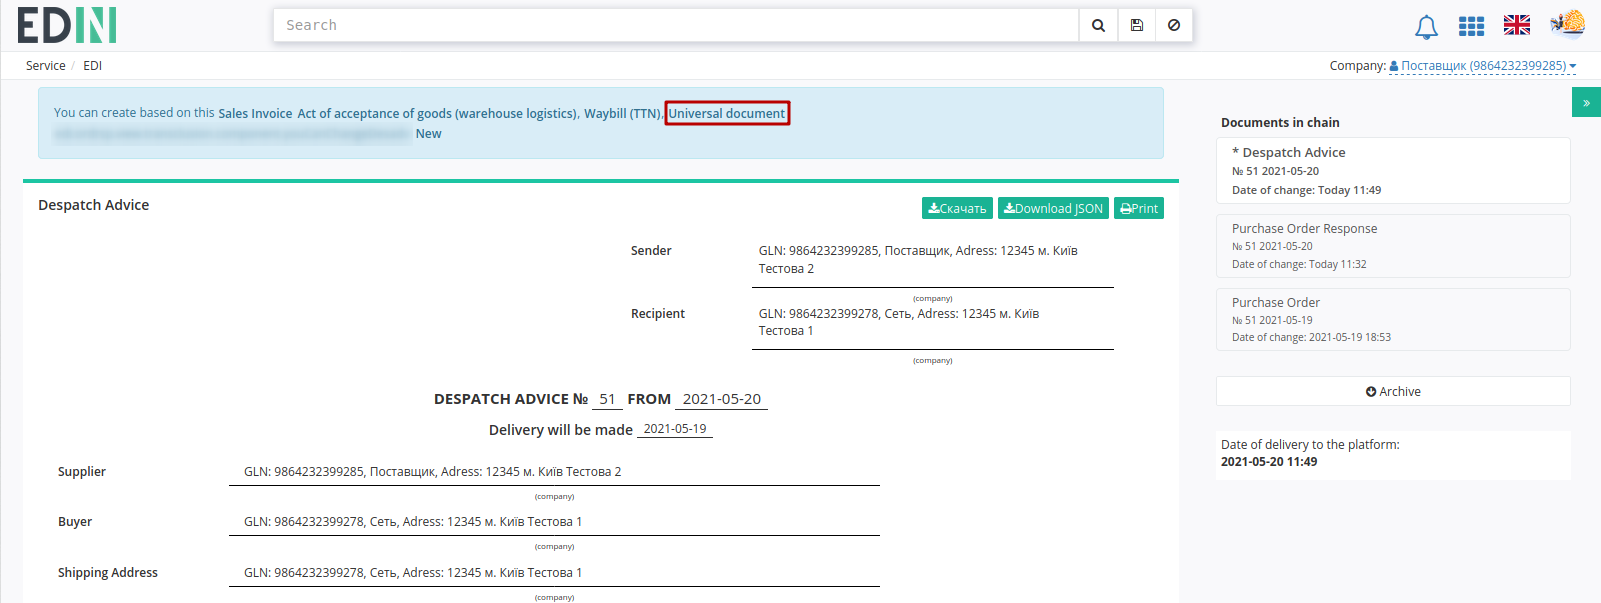 EDIN
Search
Service / EDI
Company: Поставщик (9864232399285)
You can create based on this Sales Invoice Act of acceptance of goods (warehouse logistics), Waybill (TTN), Universal document
New
»
Despatch Advice
Скачать Download JSON Print
Sender GLN: 9864232399285, Поставщик, Adress: 12345 м. Київ
Тестова 2
(company)
Recipient GLN: 9864232399278, Сеть, Adress: 12345 м. Київ
Тестова 1
(company)
DESPATCH ADVICE № 51 FROM 2021-05-20
Delivery will be made 2021-05-19
Supplier GLN: 9864232399285, Поставщик, Adress: 12345 м. Київ Тестова 2
(company)
Buyer GLN: 9864232399278, Сеть, Adress: 12345 м. Київ Тестова 1
(company)
Shipping Address GLN: 9864232399278, Сеть, Adress: 12345 м. Київ Тестова 1
(company)
Documents in chain
* Despatch Advice
№ 51 2021-05-20
Date of change: Today 11:49
Purchase Order Response
№ 51 2021-05-20
Date of change: Today 11:32
Purchase Order
№ 51 2021-05-19
Date of change: 2021-05-19 18:53
Archive
Date of delivery to the platform:
2021-05-20 11:49